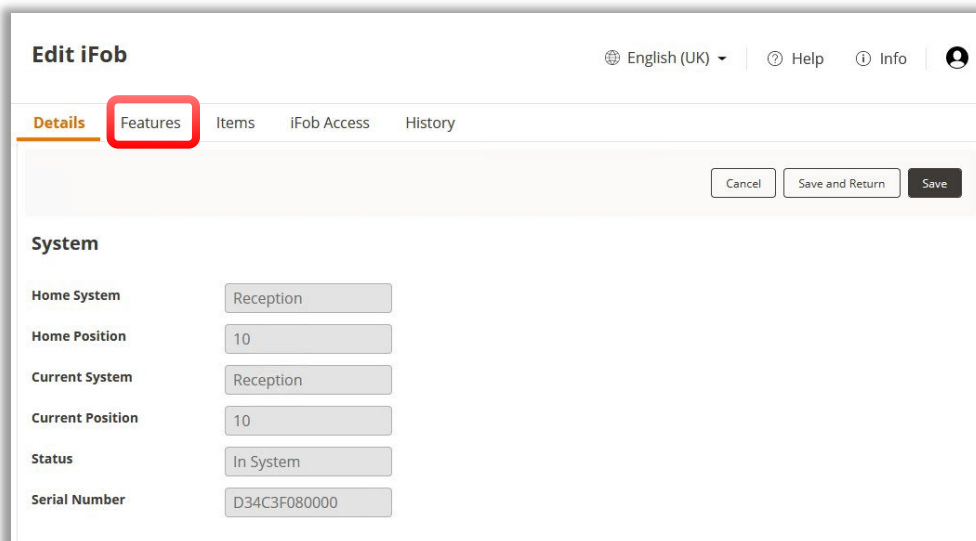 Edit iFob
English (UK) Help Info
Details Features Items iFob Access History
Cancel Save and Return Save
System
Home System Reception
Home Position 10
Current System Reception
Current Position 10
Status In System
Serial Number D34C3F080000